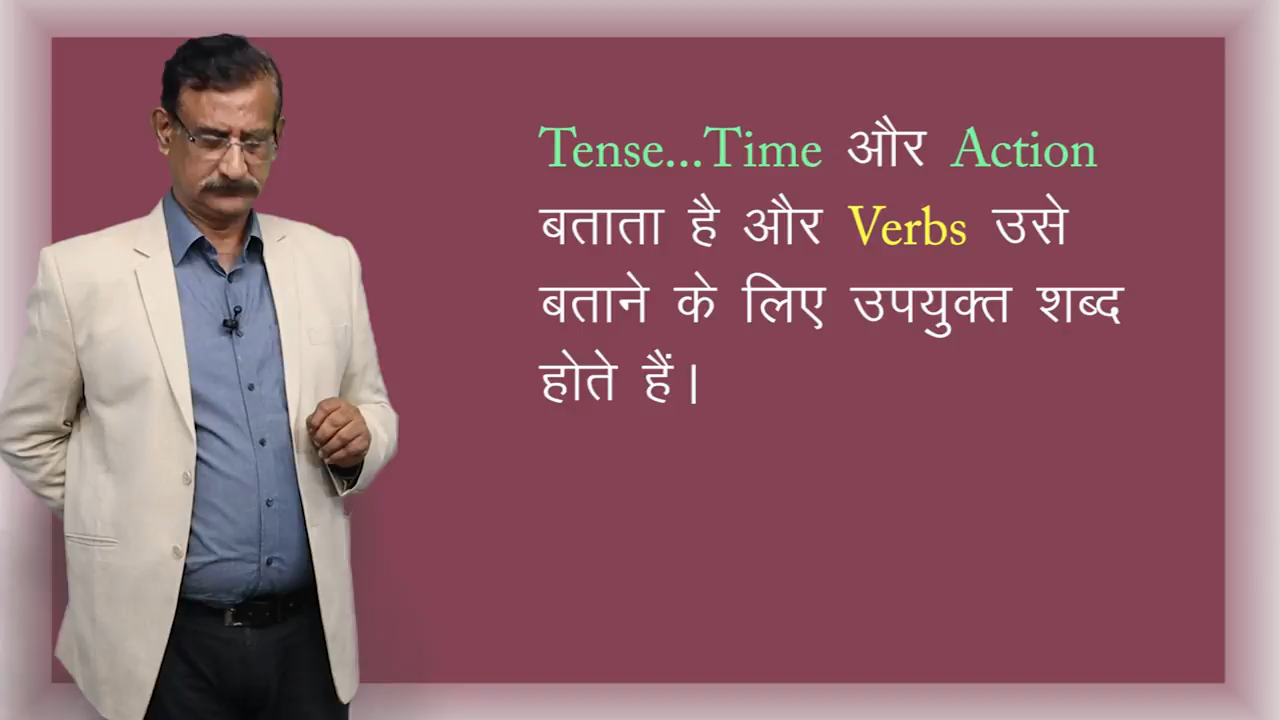 Tense...Time और Action
बताता है और Verbs उसे
बताने के लिए उपयुक्त शब्द
होते हैं।